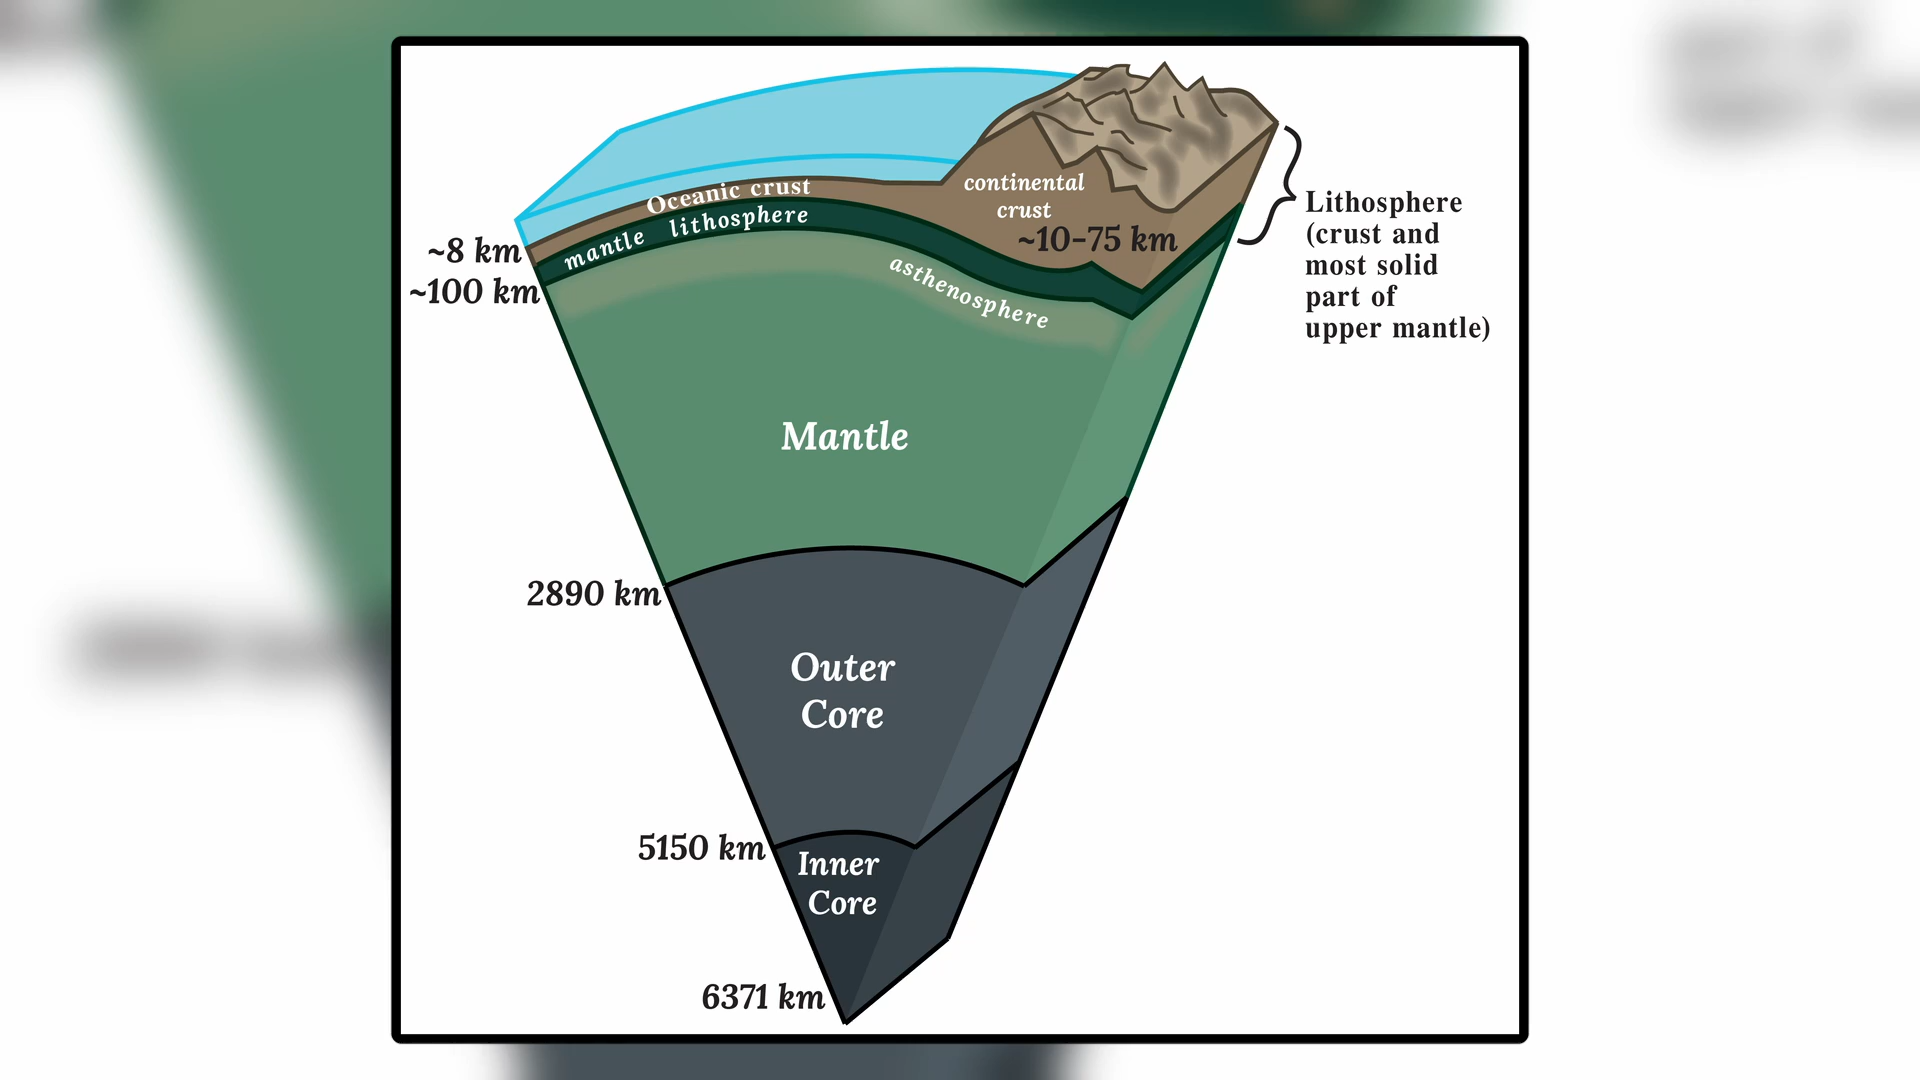 Oceanic crust
mantle lithosphere
continental
crust
~10-75 km
~8 km
~100 km
asthenosphere
Lithosphere
(crust and
most solid
part of
upper mantle)
Mantle
2890 km
Outer
Core
5150 km
Inner
Core
6371 km